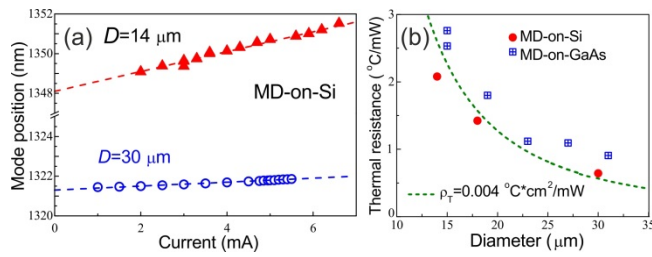 (a)
D=14 μm
MD-on-Si
D=30 μm
Mode position (nm)
1350
1348
1322
1320
0
2
4
6
Current (mA)
(b)
MD-on-Si
MD-on-GaAs
ρT=0.004 °C*cm²/mW
Thermal resistance (°C/mW)
3
2
1
0
10
15
20
25
30
35
Diameter (μm)